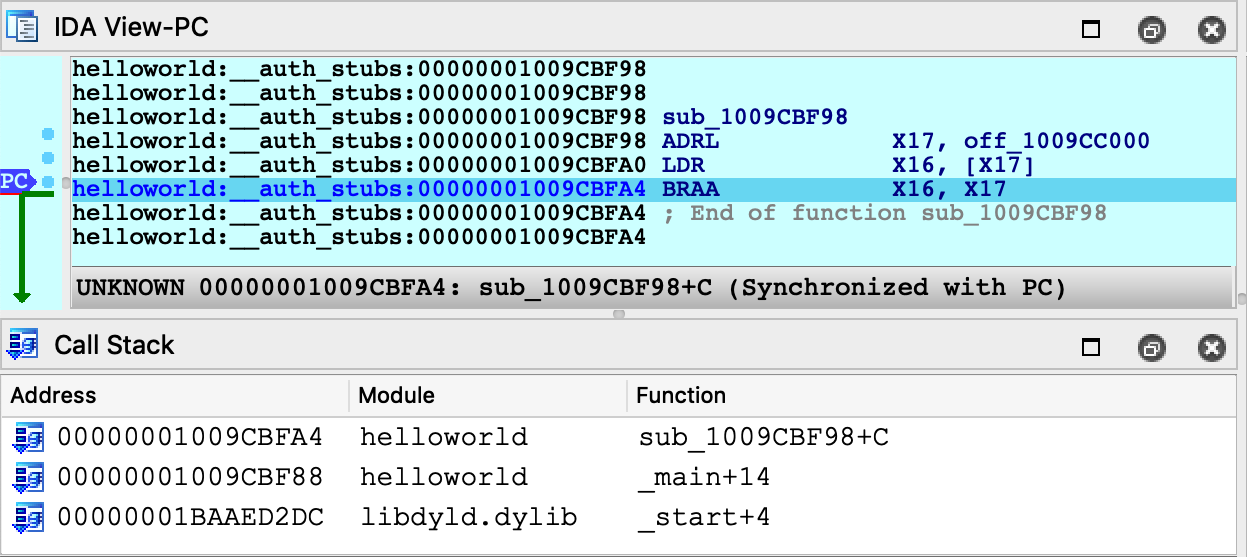 IDA View-PC
helloworld:__auth_stubs:00000001009CBF98
helloworld:__auth_stubs:00000001009CBF98
helloworld:__auth_stubs:00000001009CBF98 sub_1009CBF98
helloworld:__auth_stubs:00000001009CBF98 ADRL X17, off_1009CC000
helloworld:__auth_stubs:00000001009CBFA0 LDR X16, [X17]
PC helloworld:__auth_stubs:00000001009CBFA4 BRAA X16, X17
helloworld:__auth_stubs:00000001009CBFA4 ; End of function sub_1009CBF98
helloworld:__auth_stubs:00000001009CBFA4
UNKNOWN 00000001009CBFA4: sub_1009CBF98+C (Synchronized with PC)
Call Stack
Address Module Function
00000001009CBFA4 helloworld sub_1009CBF98+C
00000001009CBF88 helloworld _main+14
00000001BAAED2DC libdyld.dylib _start+4